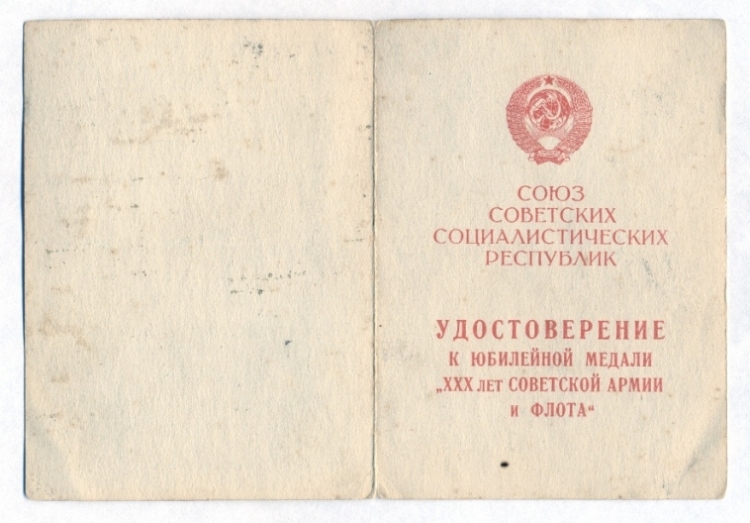 СОЮЗ
СОВЕТСКИХ
СОЦИАЛИСТИЧЕСКИХ
РЕСПУБЛИК
УДОСТОВЕРЕНИЕ
К ЮБИЛЕЙНОЙ МЕДАЛИ
„XXX ЛЕТ СОВЕТСКОЙ АРМИИ
И ФЛОТА“